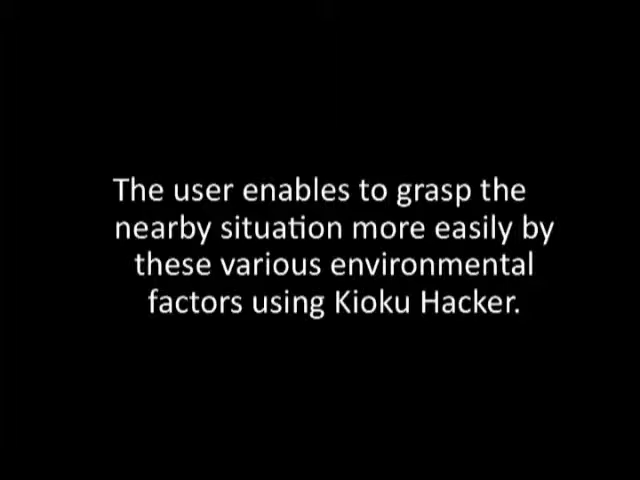 The user enables to grasp the
nearby situation more easily by
these various environmental
factors using Kioku Hacker.